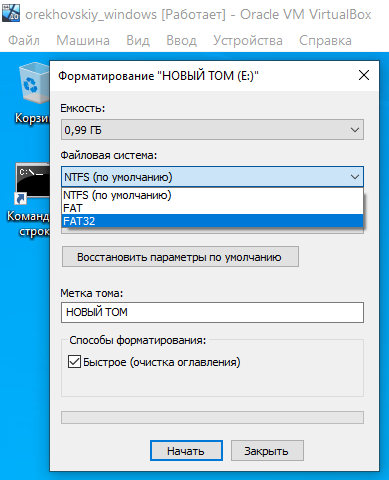 orekhovskiy_windows [Работает] - Oracle VM VirtualBox
Файл Машина Вид Ввод Устройства Справка
Форматирование "НОВЫЙ ТОМ (E:)"
Емкость:
0,99 ГБ
Корзи
Файловая система:
NTFS (по умолчанию)
NTFS (по умолчанию)
FAT
FAT32
Команд
строк
Восстановить параметры по умолчанию
Метка тома:
НОВЫЙ ТОМ
Способы форматирования:
Быстрое (очистка оглавления)
Начать Закрыть